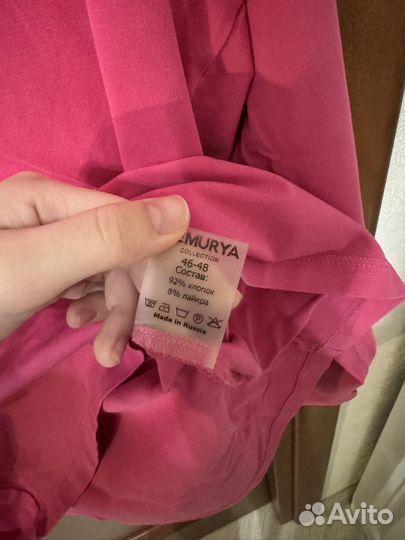 EMURYA
COLLECTION
46-48
Состав:
92% хлопок
8% лайкра
Made in Russia
Avito